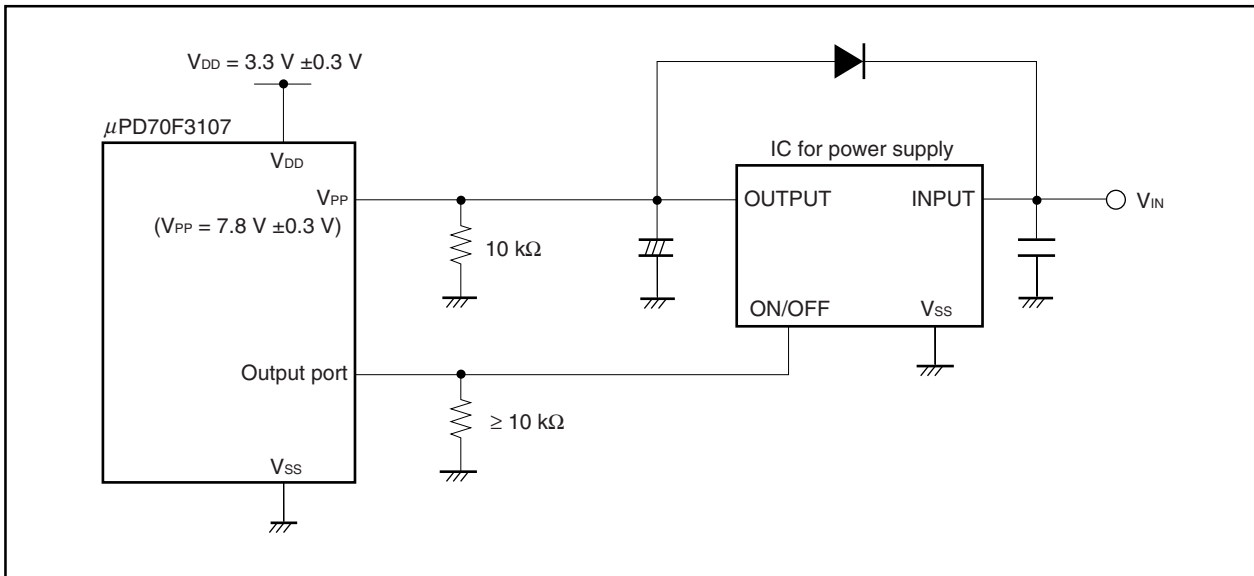 VDD = 3.3 V ±0.3 V
μPD70F3107
VDD
IC for power supply
VPP
OUTPUT
INPUT
VIN
(VPP = 7.8 V ±0.3 V)
10 kΩ
ON/OFF
VSS
Output port
≥ 10 kΩ
VSS